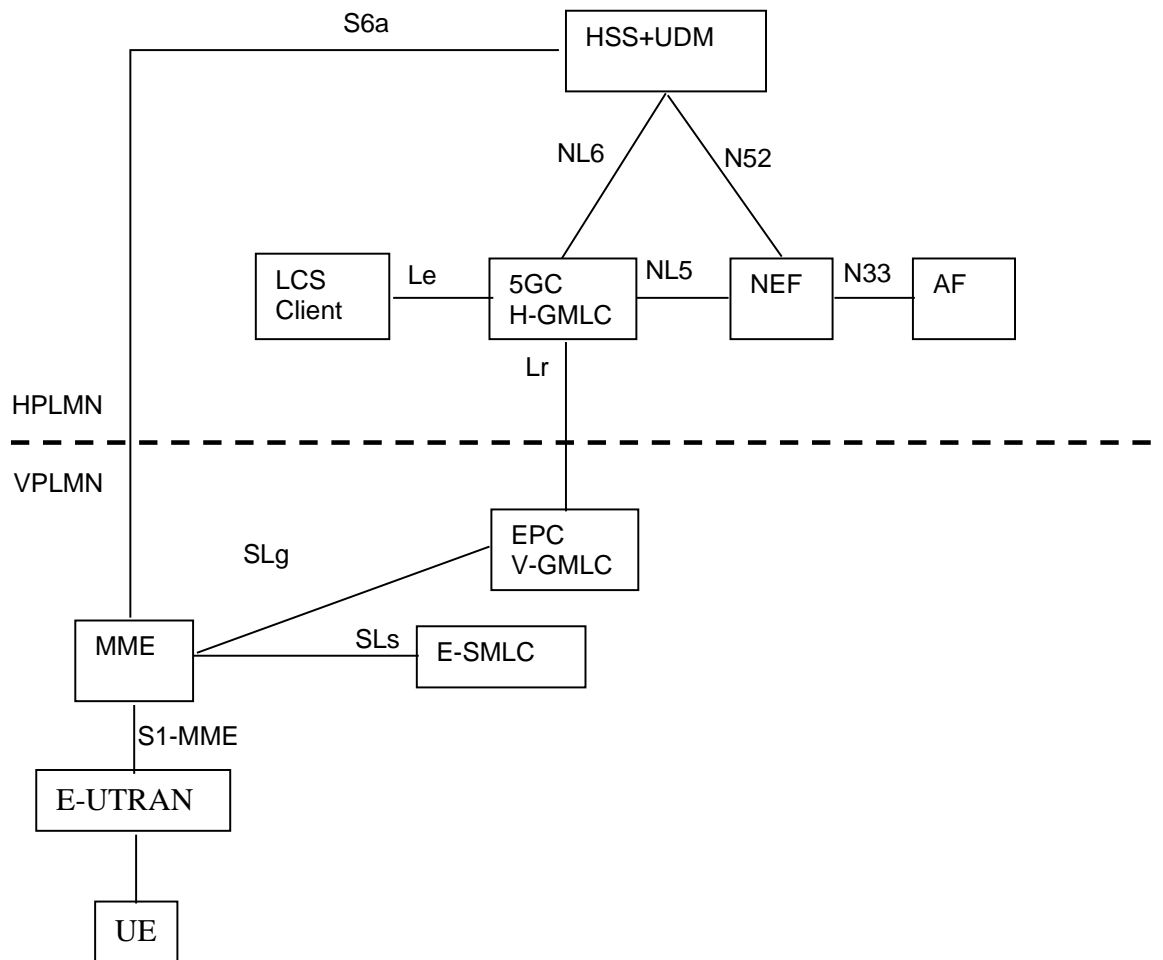 S6a
HSS+UDM
NL6
N52
LCS
Client
Le
5GC
H-GMLC
NL5
NEF
N33
AF
Lr
HPLMN
VPLMN
EPC
V-GMLC
SLg
MME
SLs
E-SMLC
S1-MME
E-UTRAN
UE